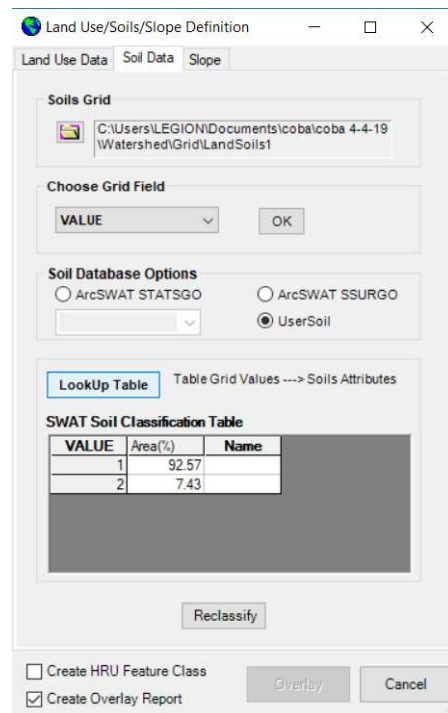 Land Use/Soils/Slope Definition
Land Use Data Soil Data Slope
Soils Grid
C:\Users\LEGION\Documents\coba\coba 4-4-19
\Watershed\Grid\LandSoils1
Choose Grid Field
VALUE OK
Soil Database Options
ArcSWAT STATSGO ArcSWAT SSURGO
UserSoil
LookUp Table Table Grid Values ---> Soils Attributes
SWAT Soil Classification Table
VALUE Area(%) Name
1 92.57
2 7.43
Reclassify
Create HRU Feature Class
Create Overlay Report
Overlay Cancel